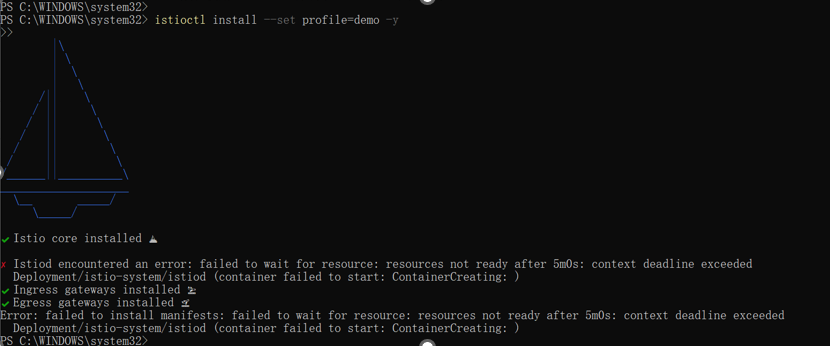 PS C:\WINDOWS\system32>
PS C:\WINDOWS\system32> istioctl install --set profile=demo -y
>>
✔ Istio core installed ⛵
✘ Istiod encountered an error: failed to wait for resource: resources not ready after 5m0s: context deadline exceeded
Deployment/istio-system/istiod (container failed to start: ContainerCreating: )
✔ Ingress gateways installed 🛬
✔ Egress gateways installed 🛫
Error: failed to install manifests: failed to wait for resource: resources not ready after 5m0s: context deadline exceeded
Deployment/istio-system/istiod (container failed to start: ContainerCreating: )
PS C:\WINDOWS\system32>